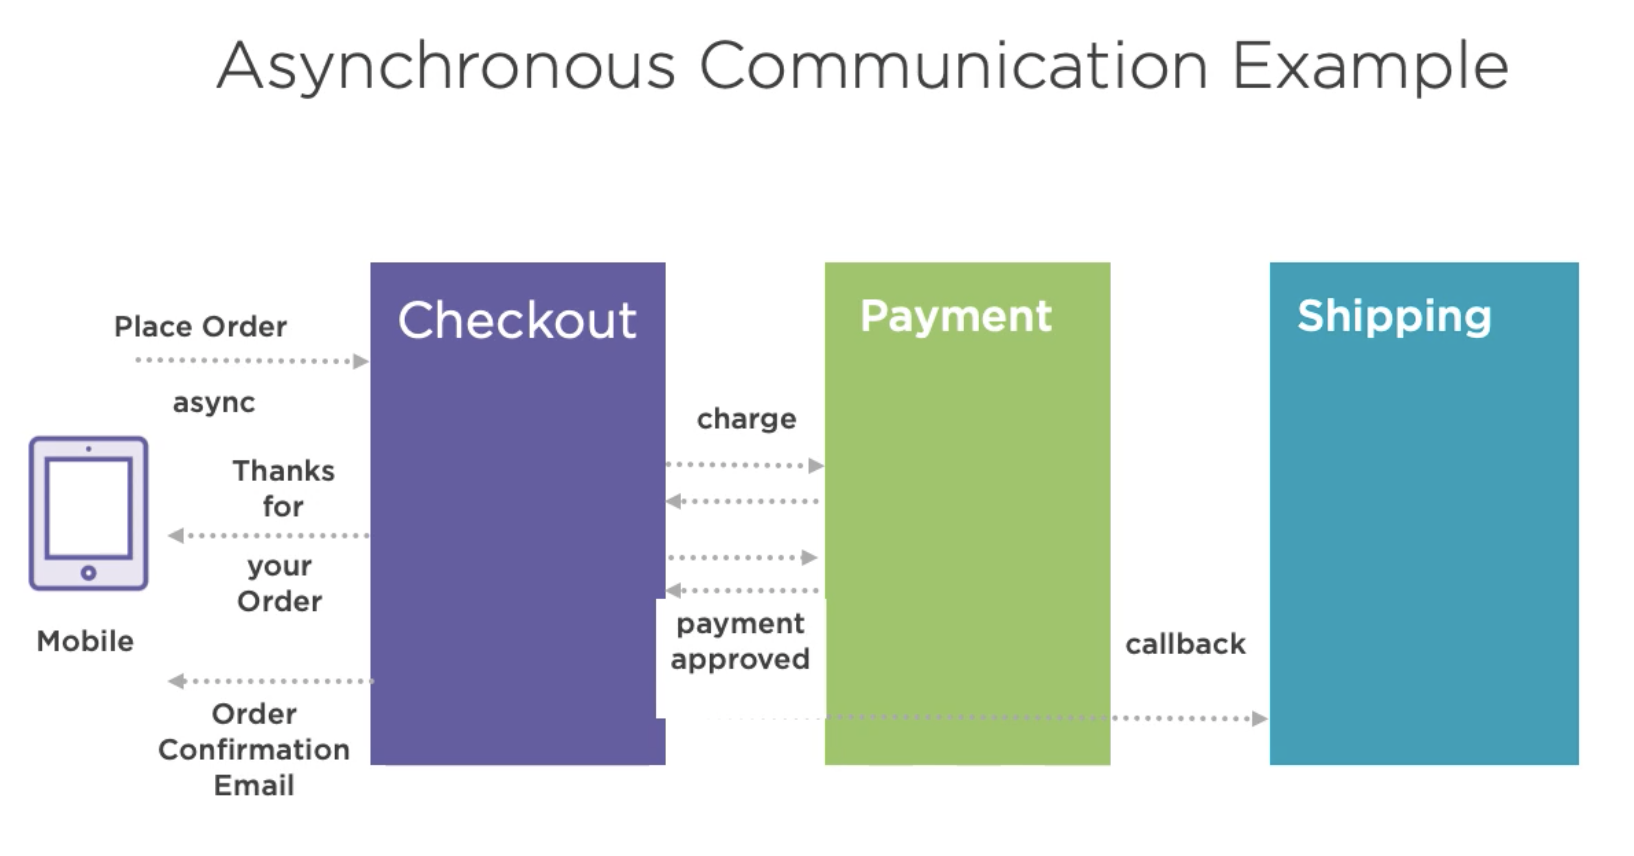 Asynchronous Communication Example
Checkout
Payment
Shipping
Place Order
async
charge
Thanks
for
your
Order
Mobile
payment
approved
callback
Order
Confirmation
Email